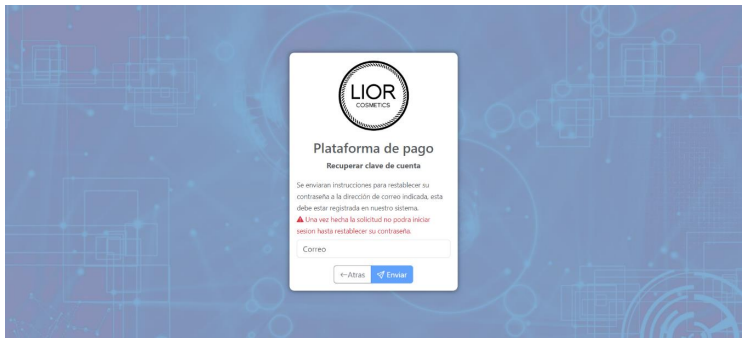 LIOR
COSMETICS
Plataforma de pago
Recuperar clave de cuenta
Se enviaran instrucciones para restablecer su
contraseña a la dirección de correo indicada, esta
debe estar registrada en nuestro sistema.
Una vez hecha la solicitud no podra iniciar
sesion hasta restablecer su contraseña.
Correo
←Atras Enviar